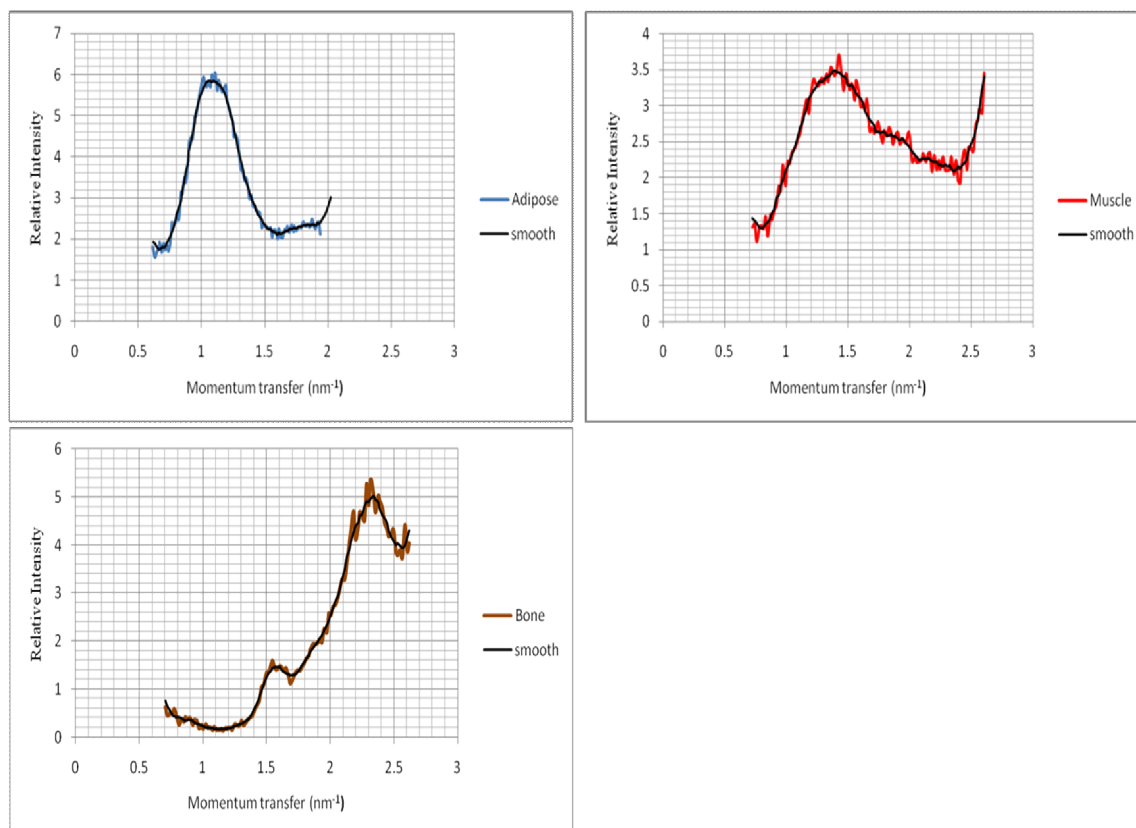 7
6
5
4
3
2
1
0
Relative Intensity
0 0.5 1 1.5 2 2.5 3
Momentum transfer (nm-1)
Adipose
smooth
4
3.5
3
2.5
2
1.5
1
0.5
0
Relative Intensity
0 0.5 1 1.5 2 2.5 3
Momentum transfer (nm-1)
Muscle
smooth
6
5
4
3
2
1
0
Relative Intensity
0 0.5 1 1.5 2 2.5 3
Momentum transfer (nm-1)
Bone
smooth